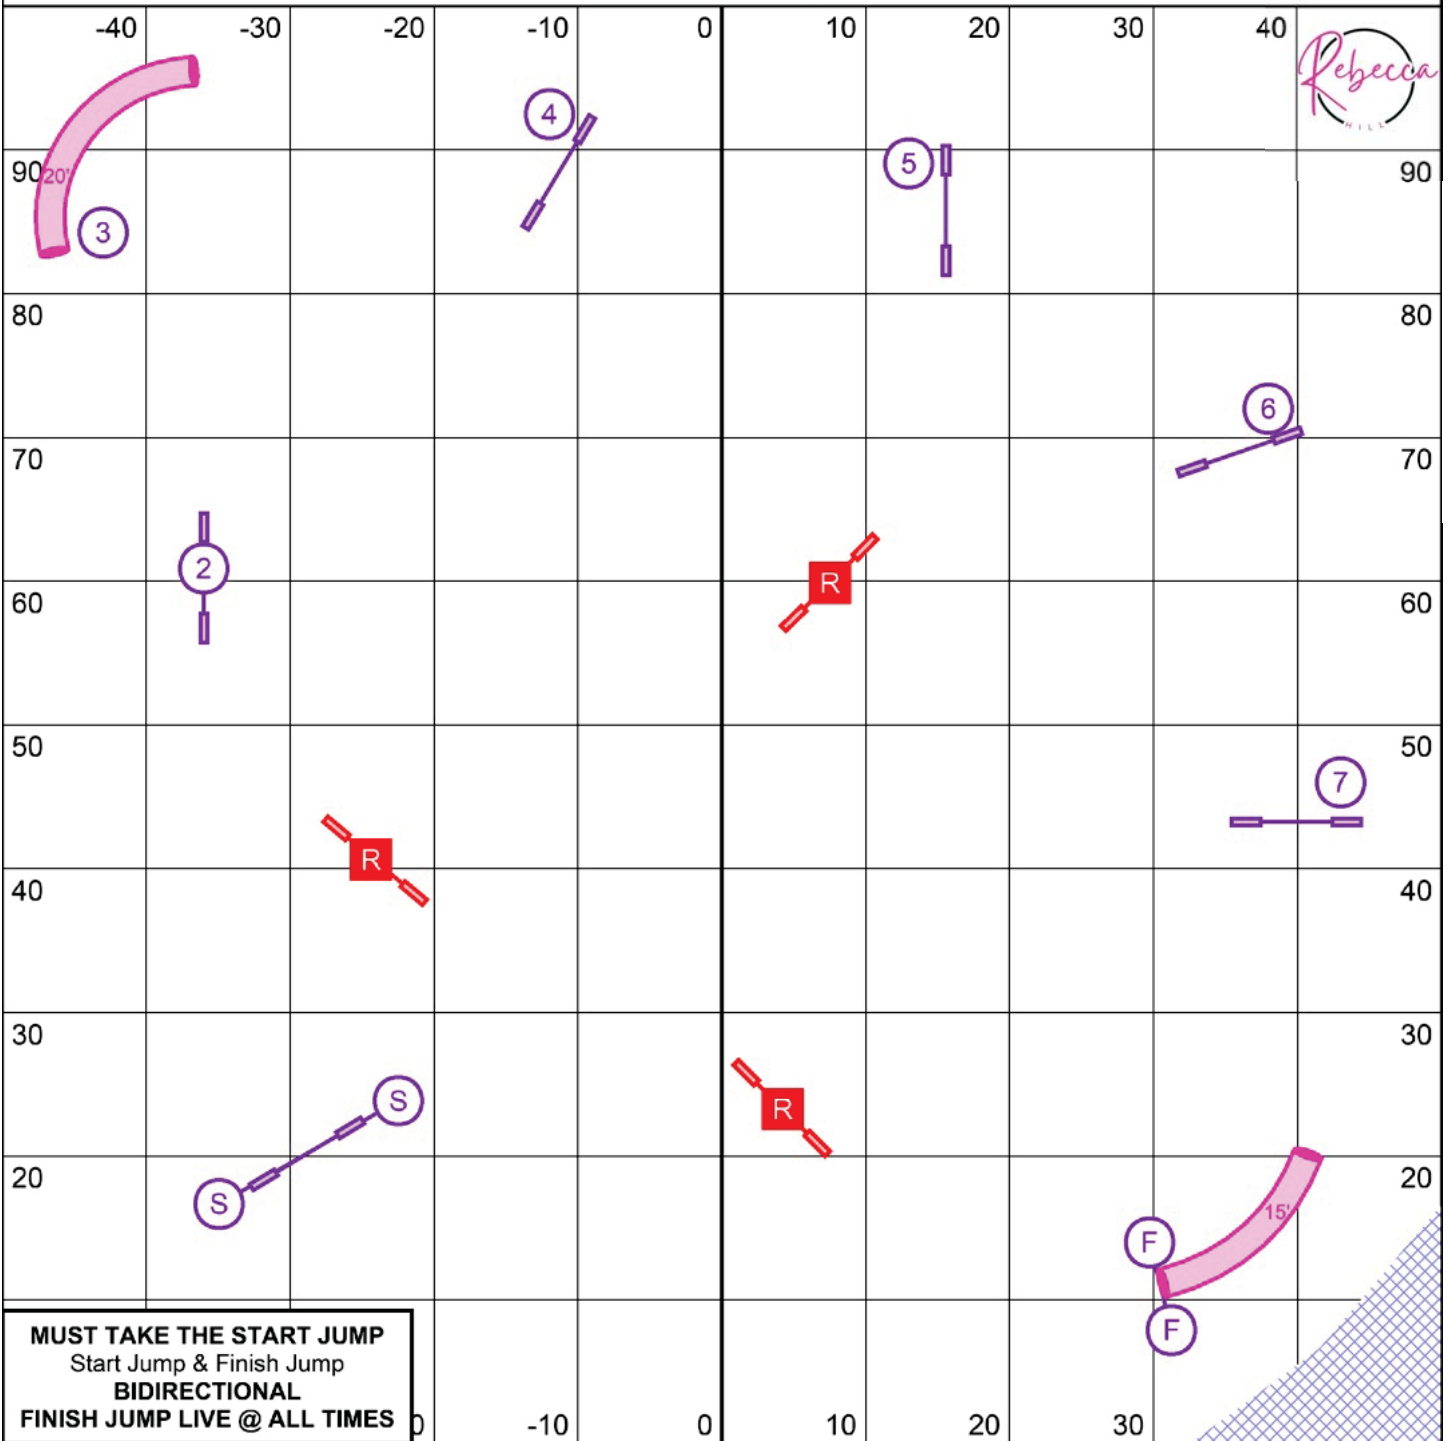 -40 -30 -20 -10 0 10 20 30 40
Rebecca
HILL
4
5
90 20' 90
3
80 80
6
70 70
2
R
60 60
50 50
7
R
40 40
30 30
S
R
20 20
S
15'
F
F
MUST TAKE THE START JUMP
Start Jump & Finish Jump
BIDIRECTIONAL
FINISH JUMP LIVE @ ALL TIMES
0 -10 0 10 20 30